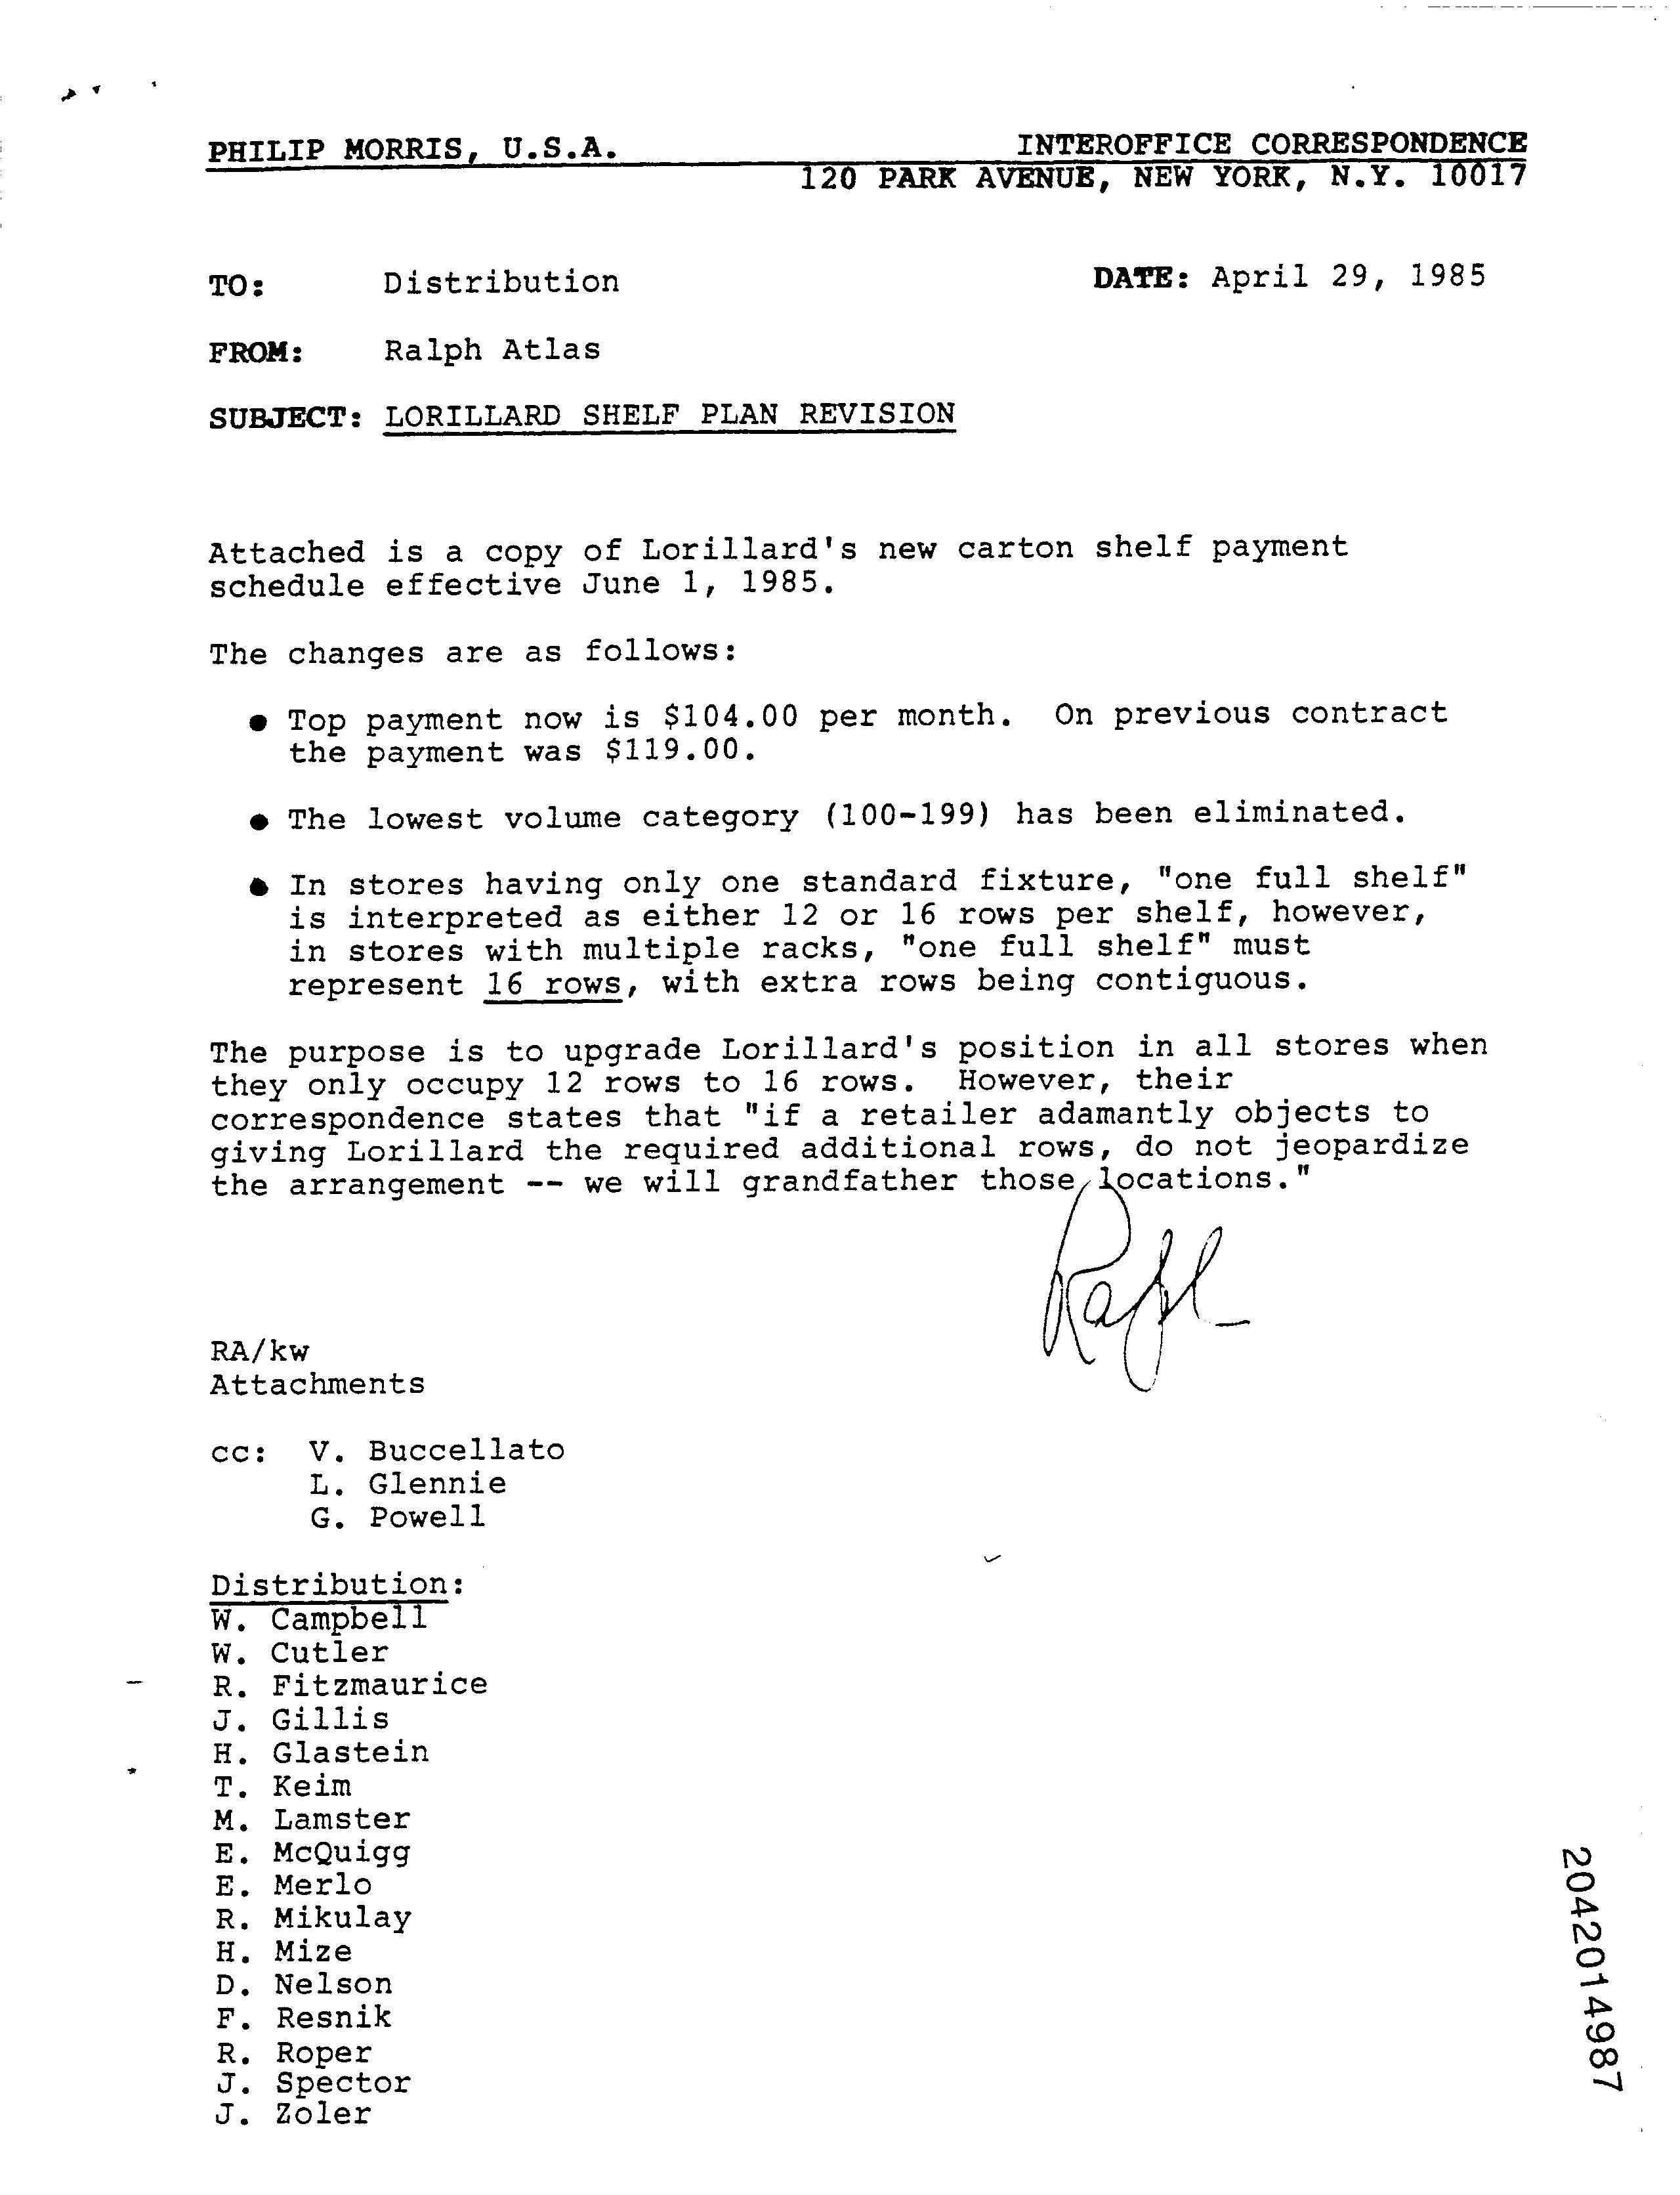 PHILIP MORRIS, U.S.A. INTEROFFICE CORRESPONDENCE
120 PARK AVENUE, NEW YORK, N.Y. 10017
TO: Distribution DATE: April 29, 1985
FROM: Ralph Atlas
SUBJECT: LORILLARD SHELF PLAN REVISION
Attached is a copy of Lorillard's new carton shelf payment
schedule effective June 1, 1985.
The changes are as follows:
● Top payment now is $104.00 per month. On previous contract
the payment was $119.00.
● The lowest volume category (100-199) has been eliminated.
● In stores having only one standard fixture, "one full shelf"
is interpreted as either 12 or 16 rows per shelf, however,
in stores with multiple racks, "one full shelf" must
represent 16 rows, with extra rows being contiguous.
The purpose is to upgrade Lorillard's position in all stores when
they only occupy 12 rows to 16 rows. However, their
correspondence states that "if a retailer adamantly objects to
giving Lorillard the required additional rows, do not jeopardize
the arrangement -- we will grandfather those locations."
Ralph
RA/kw
Attachments
cc: V. Buccellato
L. Glennie
G. Powell
Distribution:
W. Campbell
W. Cutler
R. Fitzmaurice
J. Gillis
H. Glastein
T. Keim
M. Lamster
E. McQuigg
E. Merlo
R. Mikulay
H. Mize
D. Nelson
F. Resnik
R. Roper
J. Spector
J. Zoler
2042014987